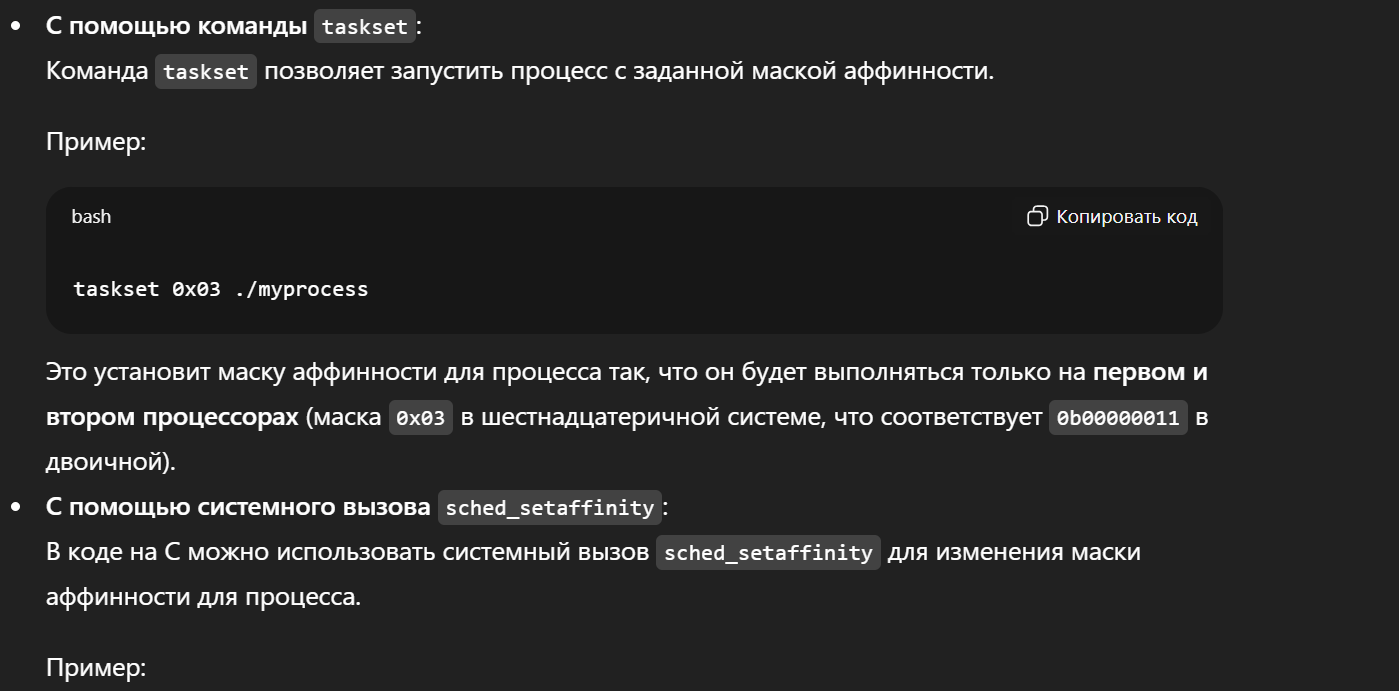 • С помощью команды taskset:
Команда taskset позволяет запустить процесс с заданной маской аффинности.
Пример:
bash
Копировать код
taskset 0x03 ./myprocess
Это установит маску аффинности для процесса так, что он будет выполняться только на первом и
втором процессорах (маска 0x03 в шестнадцатеричной системе, что соответствует 0b00000011 в
двоичной).
• С помощью системного вызова sched_setaffinity:
В коде на C можно использовать системный вызов sched_setaffinity для изменения маски
аффинности для процесса.
Пример: